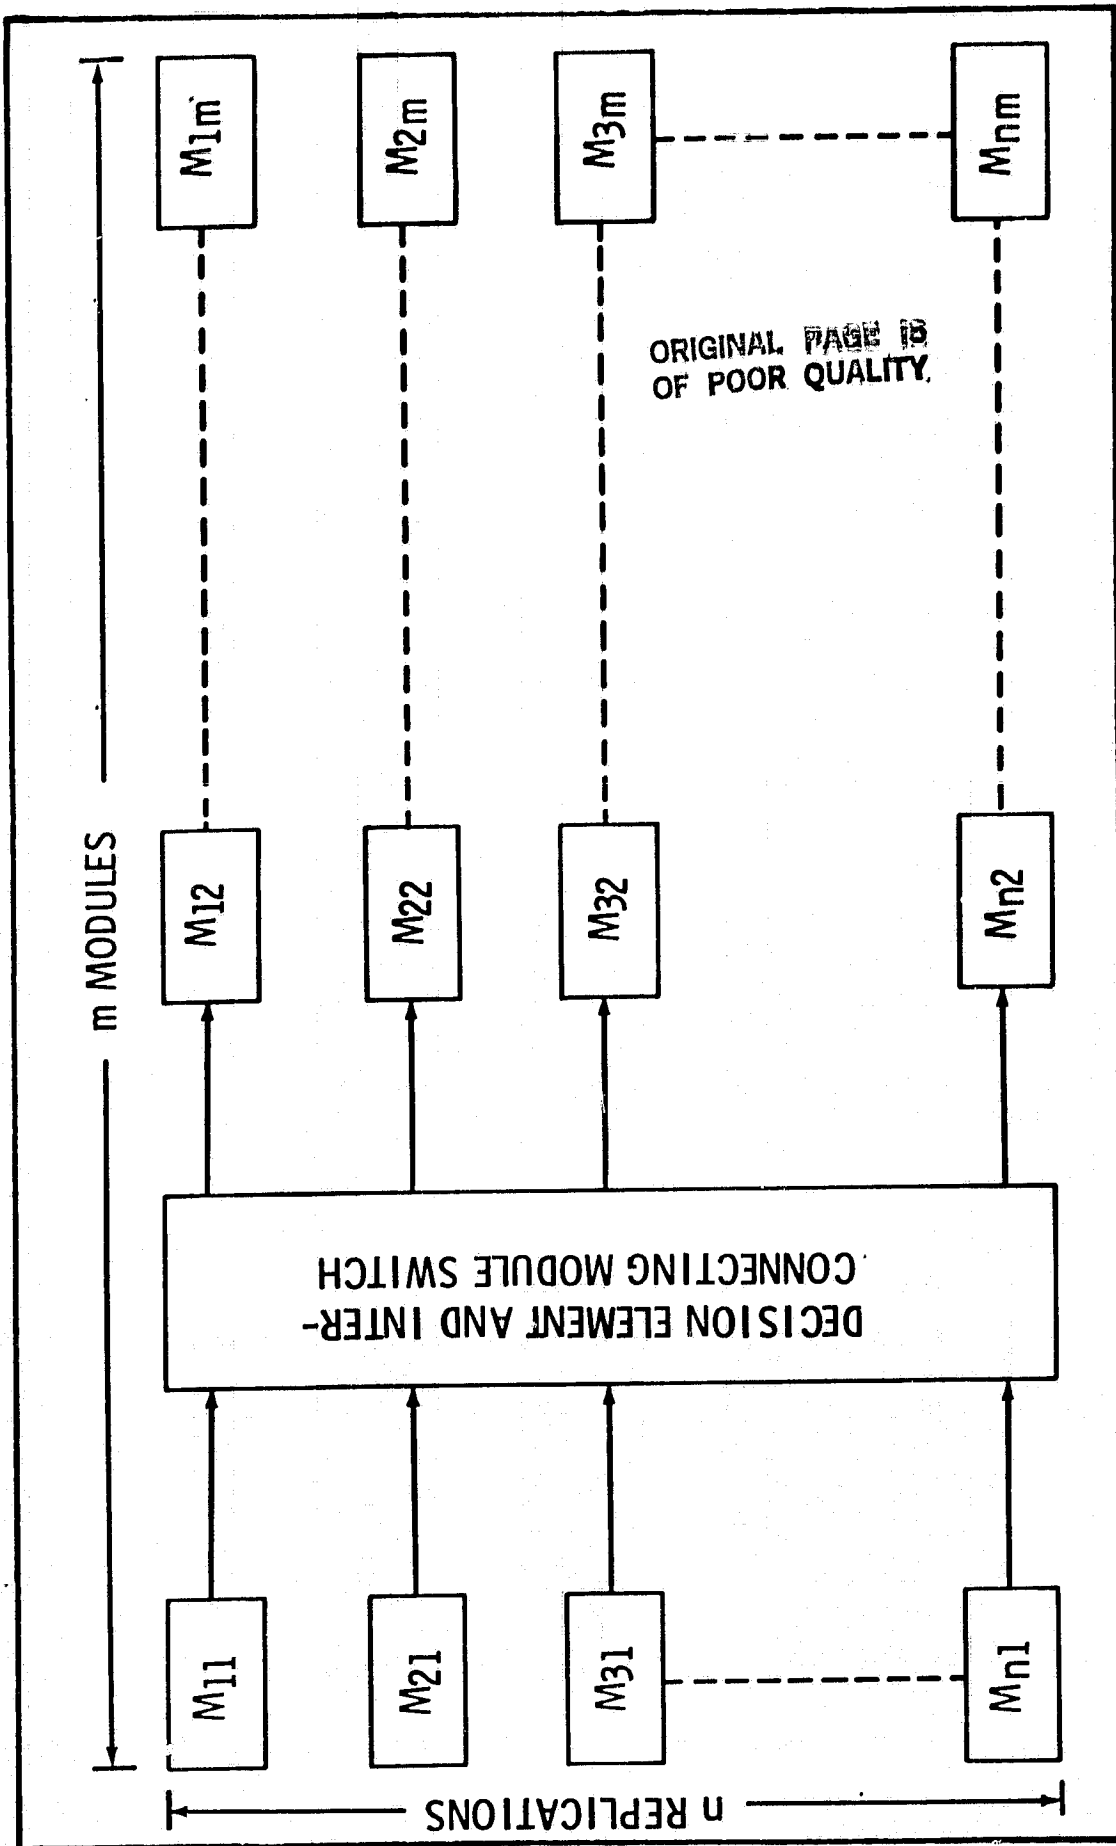 m MODULES
M11
M12
M1m
M21
M22
M2m
M31
M32
M3m
Mn1
Mn2
Mnm
DECISION ELEMENT AND INTER-
CONNECTING MODULE SWITCH
n REPLICATIONS
ORIGINAL PAGE IS
OF POOR QUALITY